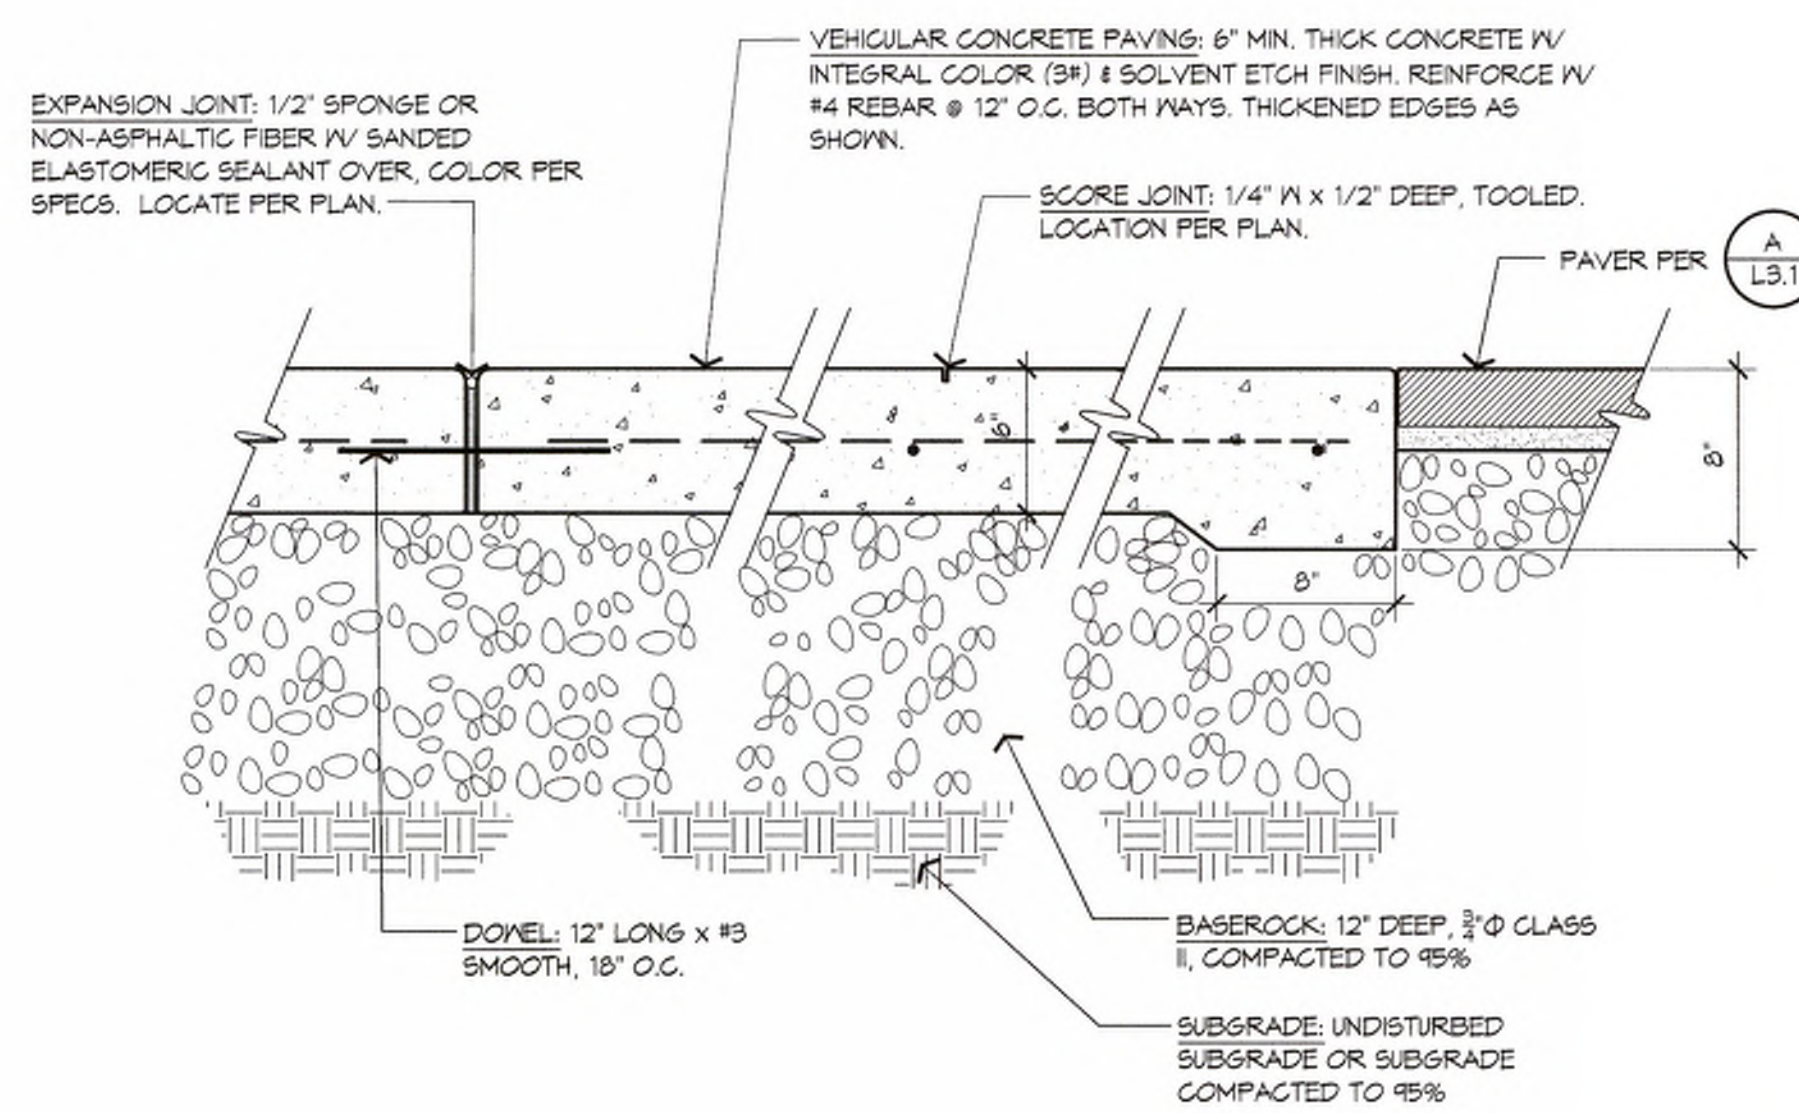 VEHICULAR CONCRETE PAVING: 6" MIN. THICK CONCRETE W/
INTEGRAL COLOR (3#) & SOLVENT ETCH FINISH. REINFORCE W/
#4 REBAR @ 12" O.C. BOTH WAYS. THICKENED EDGES AS
SHOWN.
EXPANSION JOINT: 1/2" SPONGE OR
NON-ASPHALTIC FIBER W/ SANDED
ELASTOMERIC SEALANT OVER, COLOR PER
SPECS. LOCATE PER PLAN.
SCORE JOINT: 1/4" W x 1/2" DEEP, TOOLED.
LOCATION PER PLAN.
PAVER PER
A
L3.1
6"
8"
8"
DOWEL: 12" LONG x #3
SMOOTH, 18" O.C.
BASEROCK: 12" DEEP, 3/4"Φ CLASS
II, COMPACTED TO 95%
SUBGRADE: UNDISTURBED
SUBGRADE OR SUBGRADE
COMPACTED TO 95%